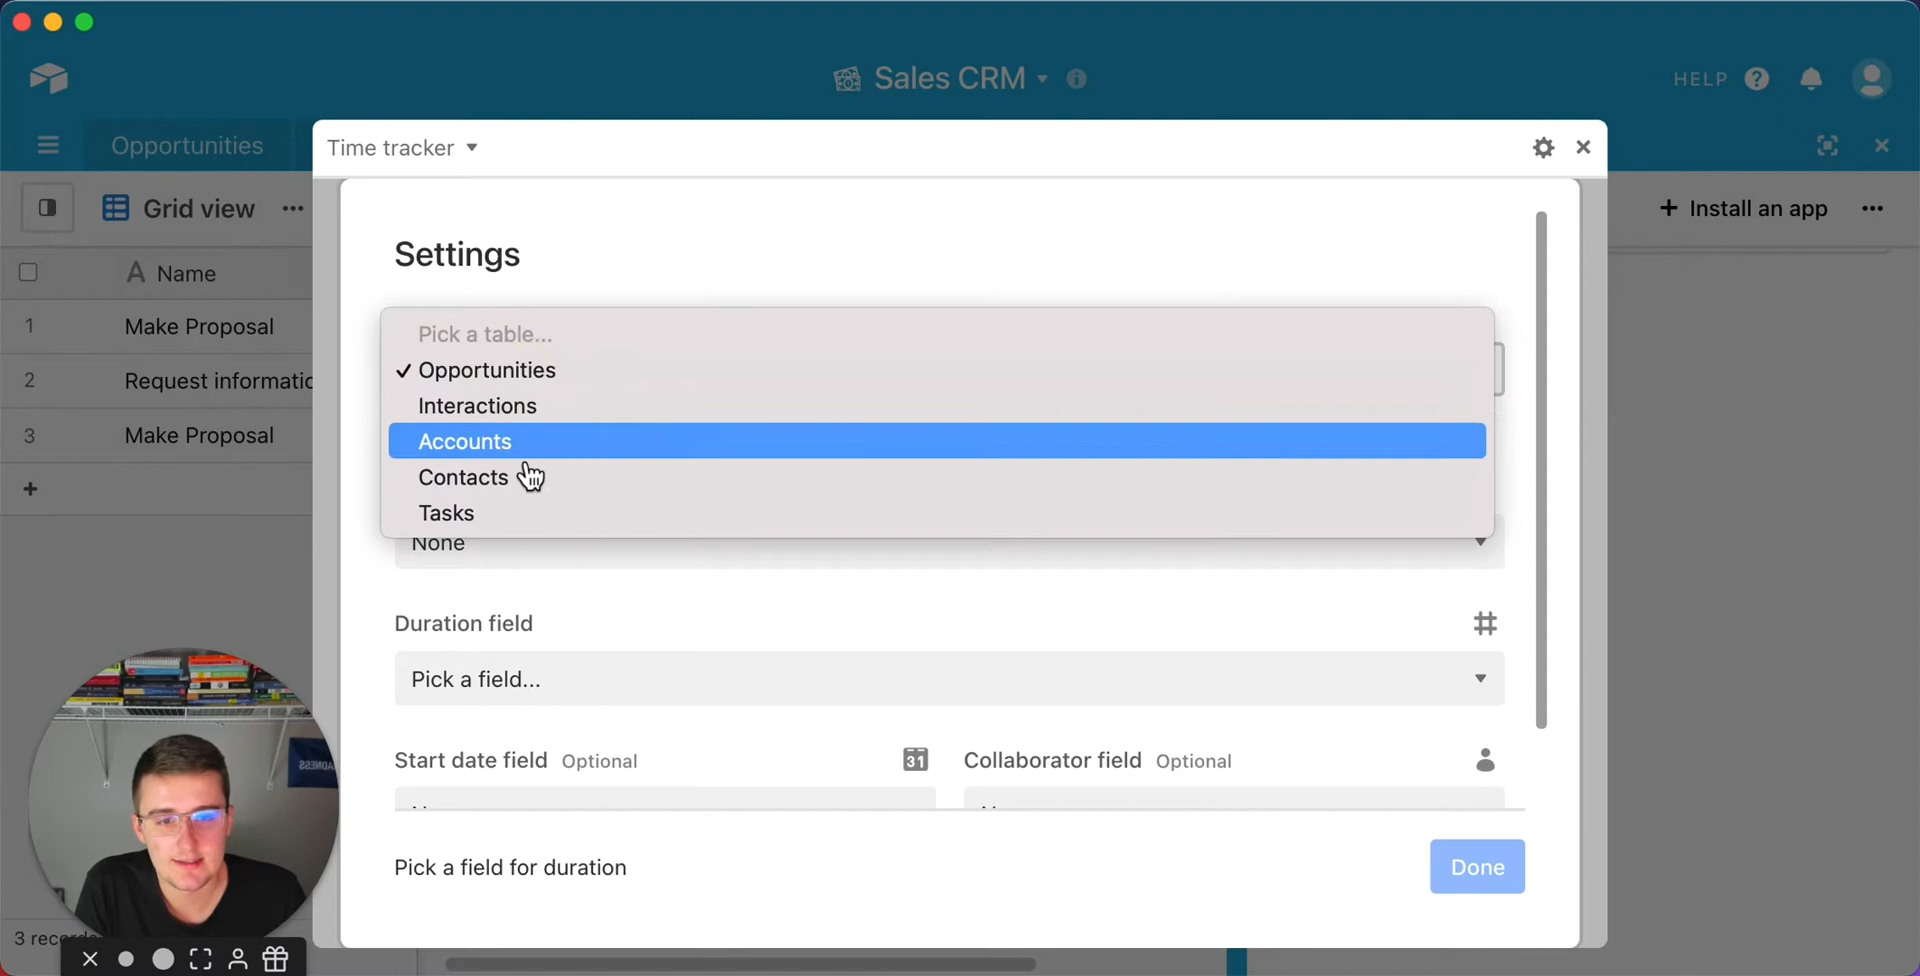 Sales CRM
HELP
Opportunities
Time tracker
Grid view
Install an app
Name
1 Make Proposal
2 Request informatic
3 Make Proposal
Settings
Pick a table...
Opportunities
Interactions
Accounts
Contacts
Tasks
None
Duration field
Pick a field...
Start date field Optional
31
Collaborator field Optional
Pick a field for duration
Done
3 reco